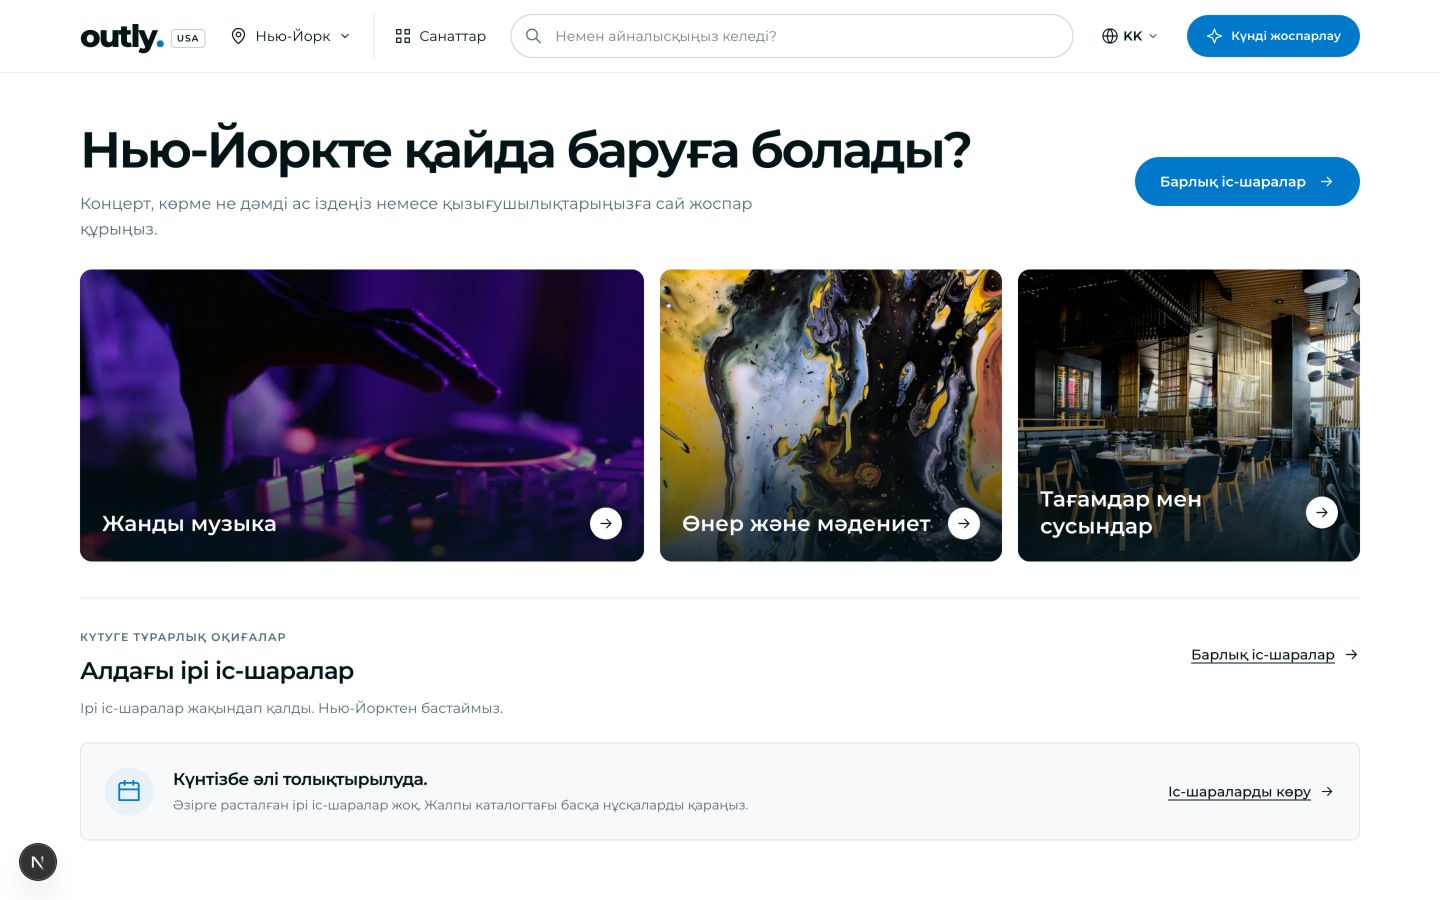 outly.
USA
Нью-Йорк
Санаттар
Немен айналысқыңыз келеді?
KK
Күнді жоспарлау
Нью-Йоркте қайда баруға болады?
Концерт, көрме не дәмді ас іздеңіз немесе қызығушылықтарыңызға сай жоспар
құрыңыз.
Барлық іс-шаралар
Жанды музыка
Өнер және мәдениет
Тағамдар мен
сусындар
КҮТУГЕ ТҰРАРЛЫҚ ОҚИҒАЛАР
Алдағы ірі іс-шаралар
Ірі іс-шаралар жақындап қалды. Нью-Йорктен бастаймыз.
Барлық іс-шаралар
Күнтізбе әлі толықтырылуда.
Әзірге расталған ірі іс-шаралар жоқ. Жалпы каталогтағы басқа нұсқаларды қараңыз.
Іс-шараларды көру
N